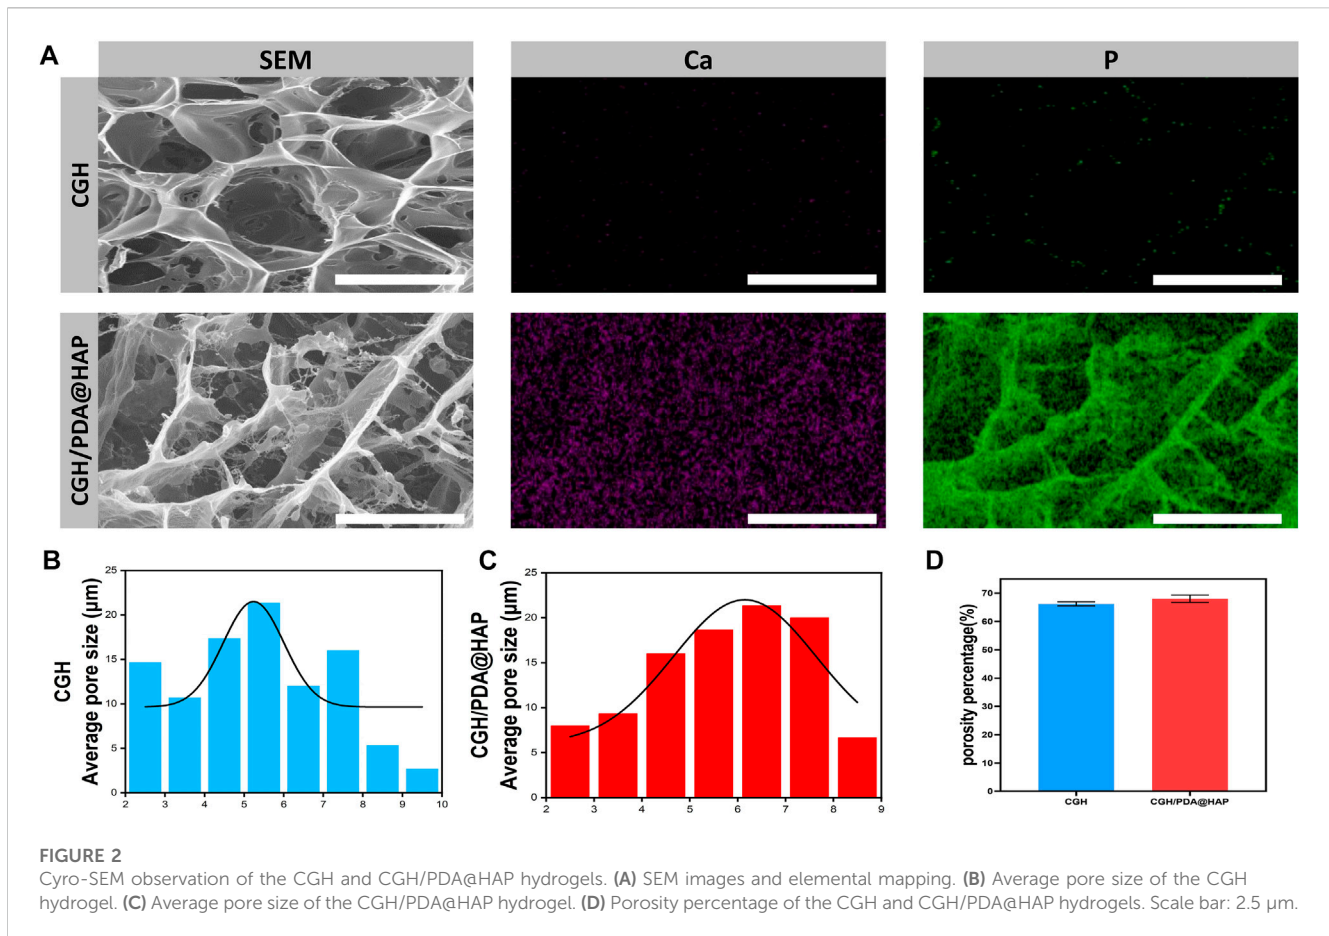 A
SEM
Ca
P
CGH
CGH/PDA@HAP
B
CGH
Average pore size (μm)
25
20
15
10
5
0
2 3 4 5 6 7 8 9 10
C
CGH/PDA@HAP
Average pore size (μm)
25
20
15
10
5
0
2 3 4 5 6 7 8 9
D
porosity percentage(%)
70
60
50
40
30
20
10
0
CGH CGH/PDA@HAP
FIGURE 2
Cyro-SEM observation of the CGH and CGH/PDA@HAP hydrogels. (A) SEM images and elemental mapping. (B) Average pore size of the CGH
hydrogel. (C) Average pore size of the CGH/PDA@HAP hydrogel. (D) Porosity percentage of the CGH and CGH/PDA@HAP hydrogels. Scale bar: 2.5 μm.